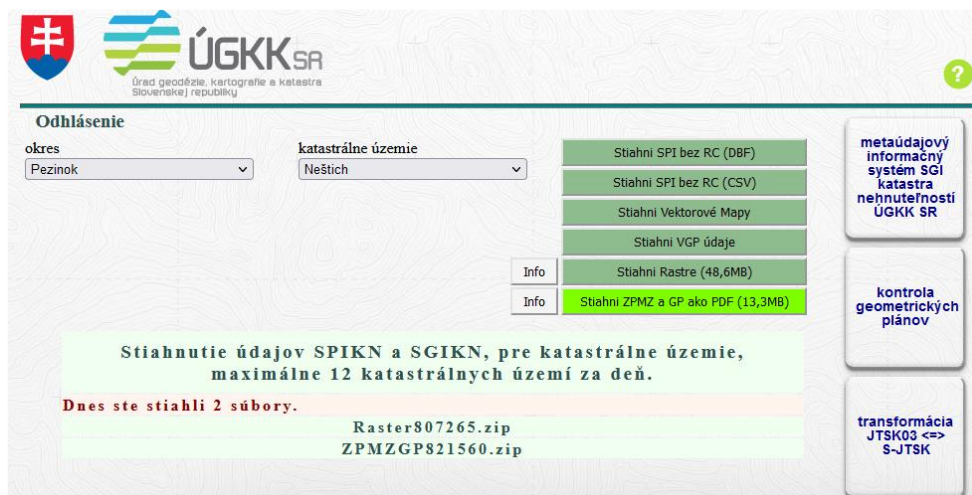 ÚGKKSR
Úrad geodézie, kartografie a katastra
Slovenskej republiky
?
Odhlásenie
okres
Pezinok
katastrálne územie
Neštich
Stiahni SPI bez RC (DBF)
Stiahni SPI bez RC (CSV)
Stiahni Vektorové Mapy
Stiahni VGP údaje
Info
Stiahni Rastre (48,6MB)
Info
Stiahni ZPMZ a GP ako PDF (13,3MB)
Stiahnutie údajov SPIKN a SGIKN, pre katastrálne územie,
maximálne 12 katastrálnych území za deň.
Dnes ste stiahli 2 súbory.
Raster807265.zip
ZPMZGP821560.zip
metaúdajový
informačný
systém SGI
katastra
nehnuteľností
ÚGKK SR
kontrola
geometrických
plánov
transformácia
JTSK03 <=>
S-JTSK